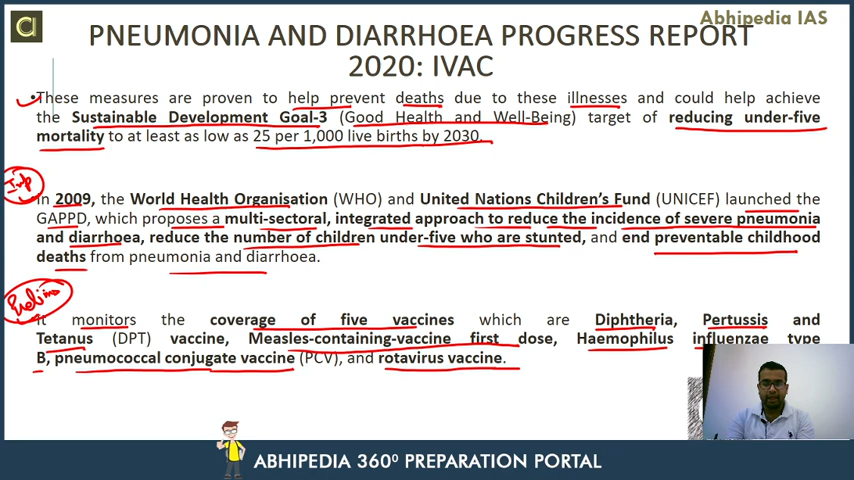 Abhipedia IAS
PNEUMONIA AND DIARRHOEA PROGRESS REPORT
2020: IVAC
•These measures are proven to help prevent deaths due to these illnesses and could help achieve
the Sustainable Development Goal-3 (Good Health and Well-Being) target of reducing under-five
mortality to at least as low as 25 per 1,000 live births by 2030.
Imp
In 2009, the World Health Organisation (WHO) and United Nations Children's Fund (UNICEF) launched the
GAPPD, which proposes a multi-sectoral, integrated approach to reduce the incidence of severe pneumonia
and diarrhoea, reduce the number of children under-five who are stunted, and end preventable childhood
deaths from pneumonia and diarrhoea.
Prelims
It monitors the coverage of five vaccines which are Diphtheria, Pertussis and
Tetanus (DPT) vaccine, Measles-containing-vaccine first dose, Haemophilus influenzae type
B, pneumococcal conjugate vaccine (PCV), and rotavirus vaccine.
ABHIPEDIA 360⁰ PREPARATION PORTAL